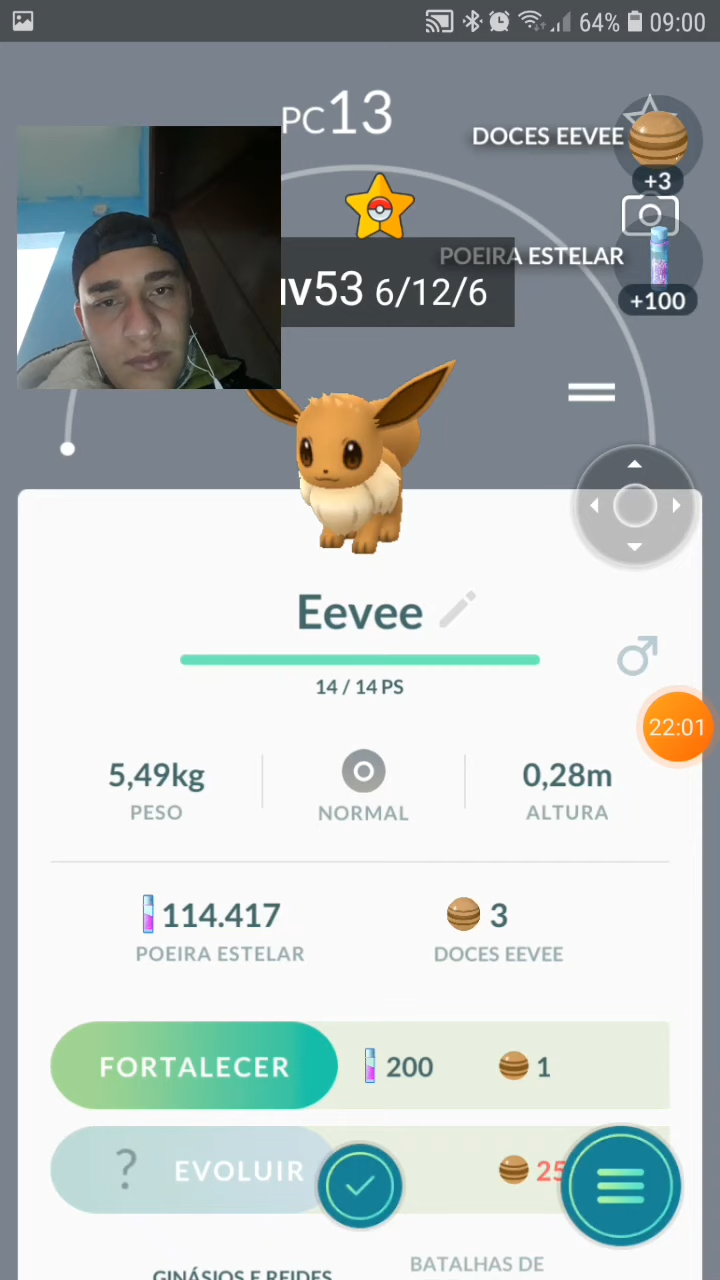 64% 09:00
PC13
DOCES EEVEE
+3
POEIRA ESTELAR
+100
IV53 6/12/6
Eevee
14 / 14 PS
22:01
5,49kg
PESO
NORMAL
0,28m
ALTURA
114.417
POEIRA ESTELAR
3
DOCES EEVEE
FORTALECER 200 1
? EVOLUIR 25
GINÁSIOS E REIDES
BATALHAS DE